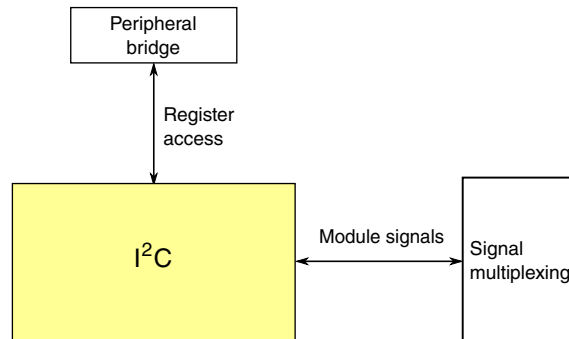 Peripheral
bridge
Register
access
I²C
Module signals
Signal
multiplexing